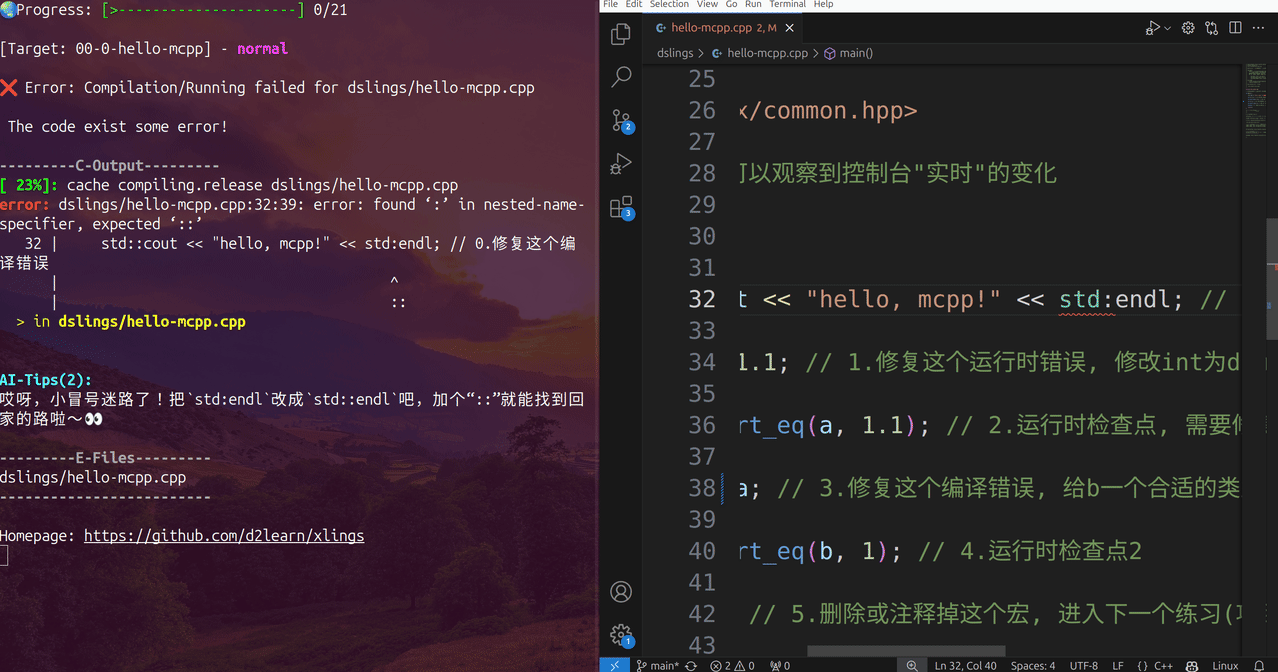 🌏Progress: [>---------------------] 0/21
[Target: 00-0-hello-mcpp] - normal
❌ Error: Compilation/Running failed for dslings/hello-mcpp.cpp
The code exist some error!
---------C-Output---------
[ 23%]: cache compiling.release dslings/hello-mcpp.cpp
error: dslings/hello-mcpp.cpp:32:39: error: found ‘:’ in nested-name-
specifier, expected ‘::’
32 |     std::cout << "hello, mcpp!" << std:endl; // 0.修复这个编
译错误
|                                       ^
|                                       ::
> in dslings/hello-mcpp.cpp
AI-Tips(2):
哎呀，小冒号迷路了！把`std:endl`改成`std::endl`吧，加个“::”就能找到回
家的路啦～👀
---------E-Files---------
dslings/hello-mcpp.cpp
-------------------------
Homepage: https://github.com/d2learn/xlings
File Edit Selection View Go Run Terminal Help
hello-mcpp.cpp 2, M ×
dslings > hello-mcpp.cpp > main()
25
26 x/common.hpp>
27
28 可以观察到控制台"实时"的变化
29
30
31
32 t << "hello, mcpp!" << std:endl; //
33
34 1.1; // 1.修复这个运行时错误, 修改int为d
35
36 rt_eq(a, 1.1); // 2.运行时检查点, 需要
37
38 a; // 3.修复这个编译错误, 给b一个合适的类
39
40 rt_eq(b, 1); // 4.运行时检查点2
41
42 // 5.删除或注释掉这个宏, 进入下一个练习(
43
2
3
1
main* 2 0 0 Ln 32, Col 40 Spaces: 4 UTF-8 LF {} C++ Linux